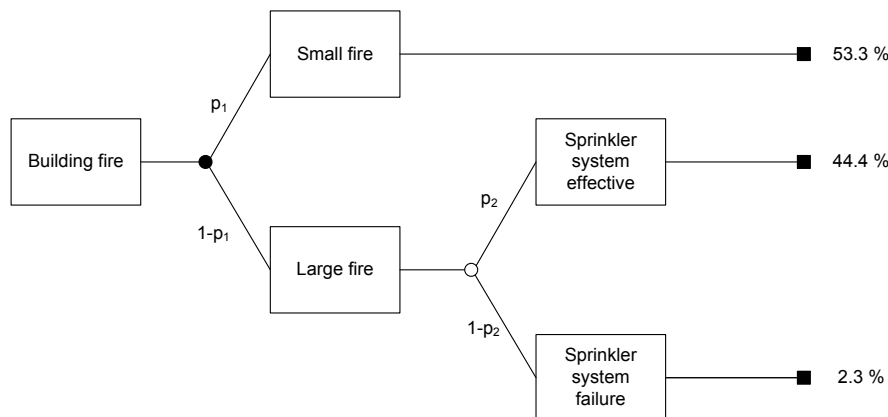 Small fire
53.3 %
p₁
Building fire
Sprinkler
system
effective
44.4 %
p₂
1-p₁
Large fire
1-p₂
Sprinkler
system
failure
2.3 %